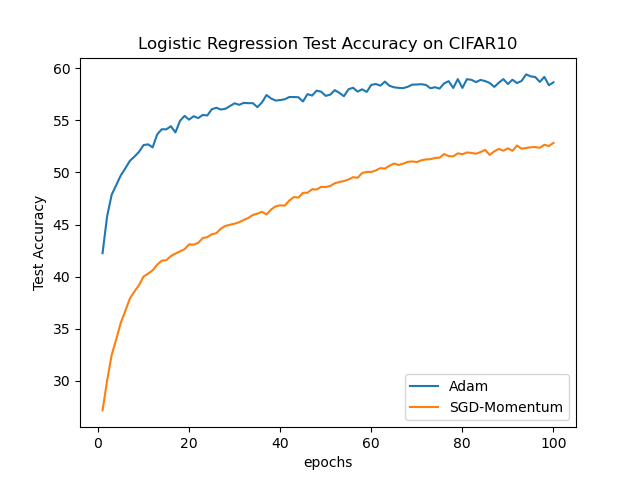 Logistic Regression Test Accuracy on CIFAR10
60
55
50
45
40
35
30
Test Accuracy
Adam
SGD-Momentum
0 20 40 60 80 100
epochs